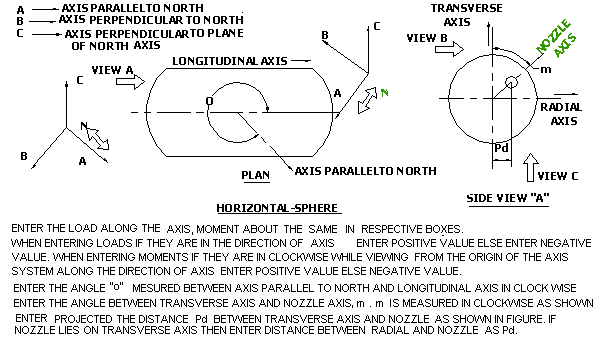 A AXIS PARALLELTO NORTH
B AXIS PERPENDICULARTO NORTH
C AXIS PERPENDICULARTO PLANE
OF NORTH AXIS
VIEW A
LONGITUDINAL AXIS
B
C
A
N
O
C
N
B
A
PLAN
AXIS PARALLELTO NORTH
TRANSVERSE
AXIS
VIEW B
NOZZLE
AXIS
m
RADIAL
AXIS
Pd
VIEW C
SIDE VIEW "A"
HORIZONTAL-SPHERE
ENTER THE LOAD ALONG THE AXIS, MOMENT ABOUT THE SAME IN RESPECTIVE BOXES.
WHEN ENTERING LOADS IF THEY ARE IN THE DIRECTION OF AXIS ENTER POSITIVE VALUE ELSE ENTER NEGATIVE
VALUE. WHEN ENTERING MOMENTS IF THEY ARE IN CLOCKWISE WHILE VIEWING FROM THE ORIGIN OF THE AXIS
SYSTEM ALONG THE DIRECTION OF AXIS ENTER POSITIVE VALUE ELSE NEGATIVE VALUE.
ENTER THE ANGLE "o" MESURED BETWEEN AXIS PARALLEL TO NORTH AND LONGITUDINAL AXIS IN CLOCK WISE
ENTER THE ANGLE BETWEEN TRANSVERSE AXIS AND NOZZLE AXIS, m . m IS MEASURED IN CLOCKWISE AS SHOWN
ENTER PROJECTED THE DISTANCE Pd BETWEEN TRANSVERSE AXIS AND NOZZLE AS SHOWN IN FIGURE. IF
NOZZLE LIES ON TRANSVERSE AXIS THEN ENTER DISTANCE BETWEEN RADIAL AND NOZZLE AS Pd.